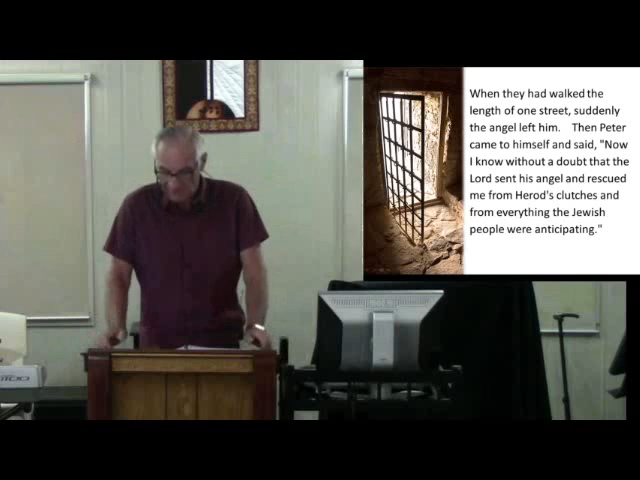 When they had walked the
length of one street, suddenly
the angel left him. Then Peter
came to himself and said, "Now
I know without a doubt that the
Lord sent his angel and rescued
me from Herod's clutches and
from everything the Jewish
people were anticipating."